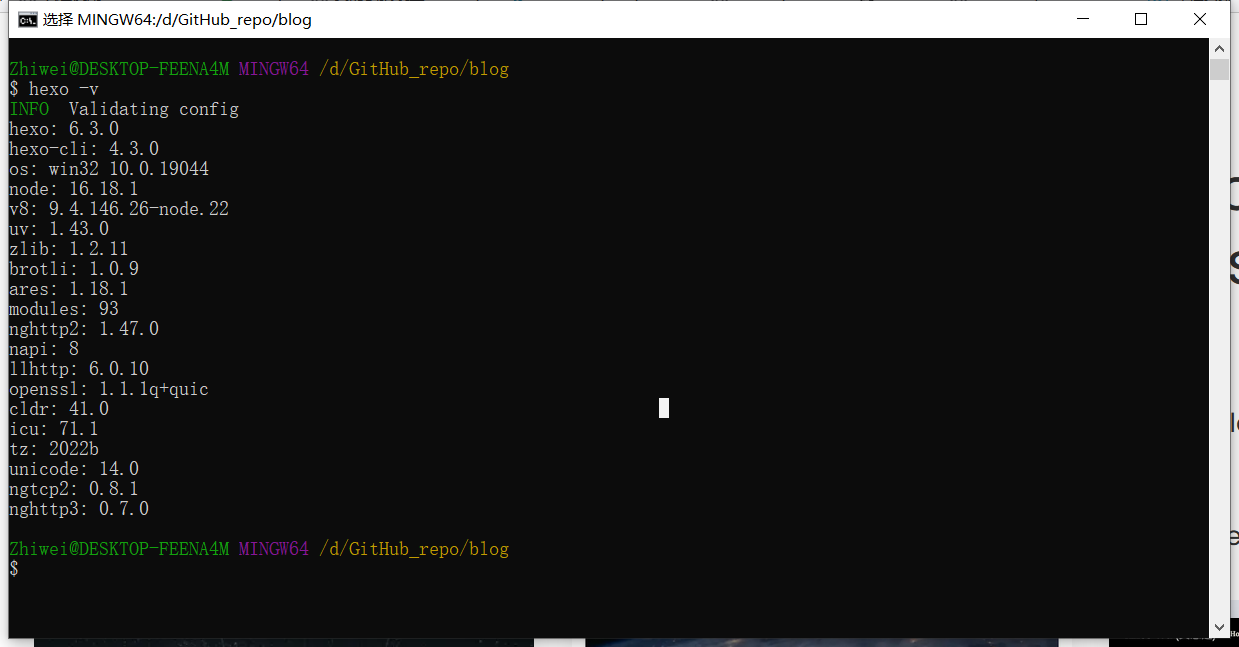 选择 MINGW64:/d/GitHub_repo/blog
Zhiwei@DESKTOP-FEENA4M MINGW64 /d/GitHub_repo/blog
$ hexo -v
INFO  Validating config
hexo: 6.3.0
hexo-cli: 4.3.0
os: win32 10.0.19044
node: 16.18.1
v8: 9.4.146.26-node.22
uv: 1.43.0
zlib: 1.2.11
brotli: 1.0.9
ares: 1.18.1
modules: 93
nghttp2: 1.47.0
napi: 8
llhttp: 6.0.10
openssl: 1.1.1q+quic
cldr: 41.0
icu: 71.1
tz: 2022b
unicode: 14.0
ngtcp2: 0.8.1
nghttp3: 0.7.0
Zhiwei@DESKTOP-FEENA4M MINGW64 /d/GitHub_repo/blog
$